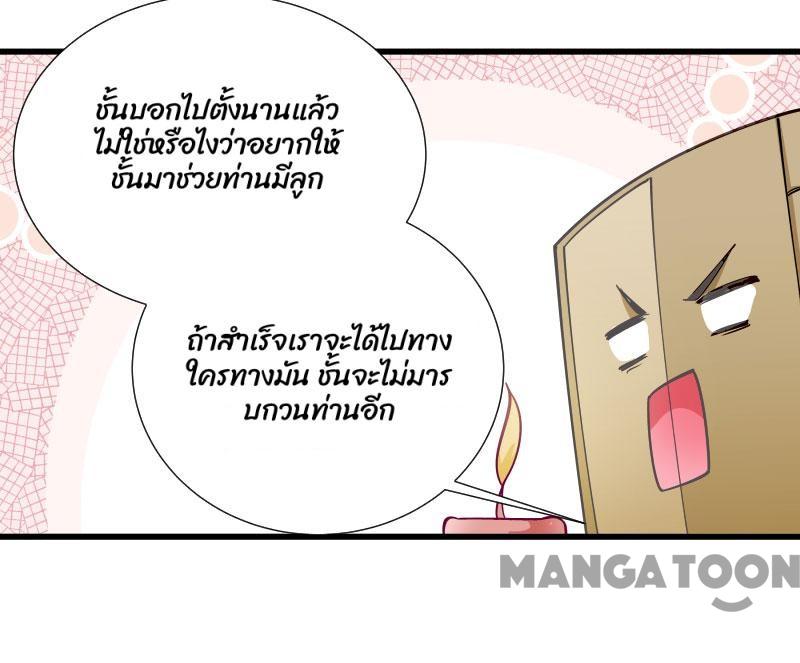 ชั้นบอกไปตั้งนานแล้ว
ไม่ใช่หรือไงว่าอยากให้
ชั้นมาช่วยท่านมีลูก
ถ้าสำเร็จเราจะได้ไปทาง
ใครทางมัน ชั้นจะไม่มาร
บกวนท่านอีก
MANGATOON